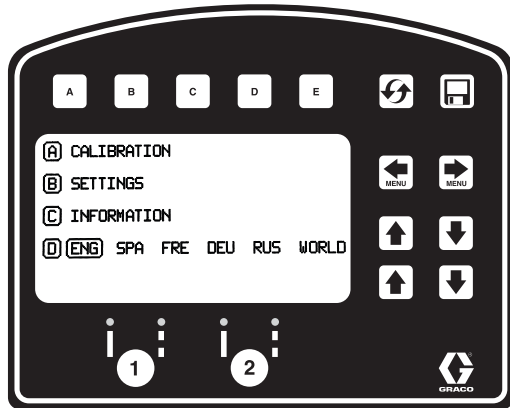 A B C D E
A CALIBRATION
B SETTINGS
C INFORMATION
D ENG SPA FRE DEU RUS WORLD
MENU MENU
1 2
GRACO